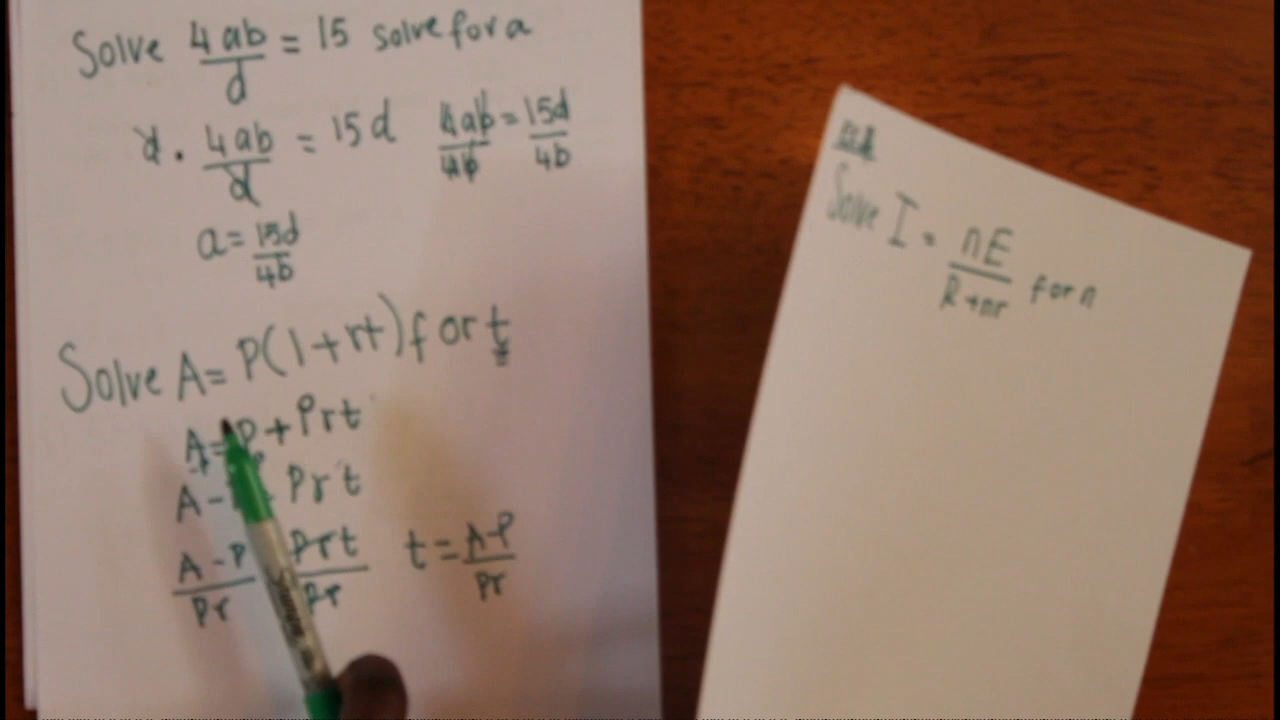 Solve 4ab/d = 15 solve for a
d · 4ab/d = 15d 4ab/4b = 15d/4b
a = 15d/4b
Solve A = P(1+rt) for t
A = P + Prt
A - Prt
A-P/Pr Prt/Pr t = A-P/Pr
Solve I = nE/R+nr for n